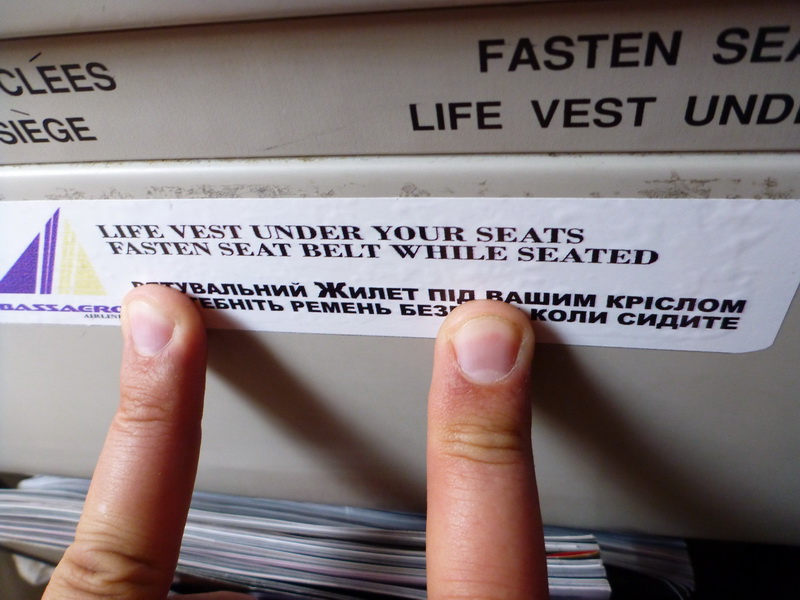 CLÉES
FASTEN SEA
SIÈGE
LIFE VEST UND
LIFE VEST UNDER YOUR SEATS
FASTEN SEAT BELT WHILE SEATED
ЖИЛЕТ ПІД ВАШИМ КРІСЛОМ
РЕМЕНЬ КОЛИ СИДИТЕ